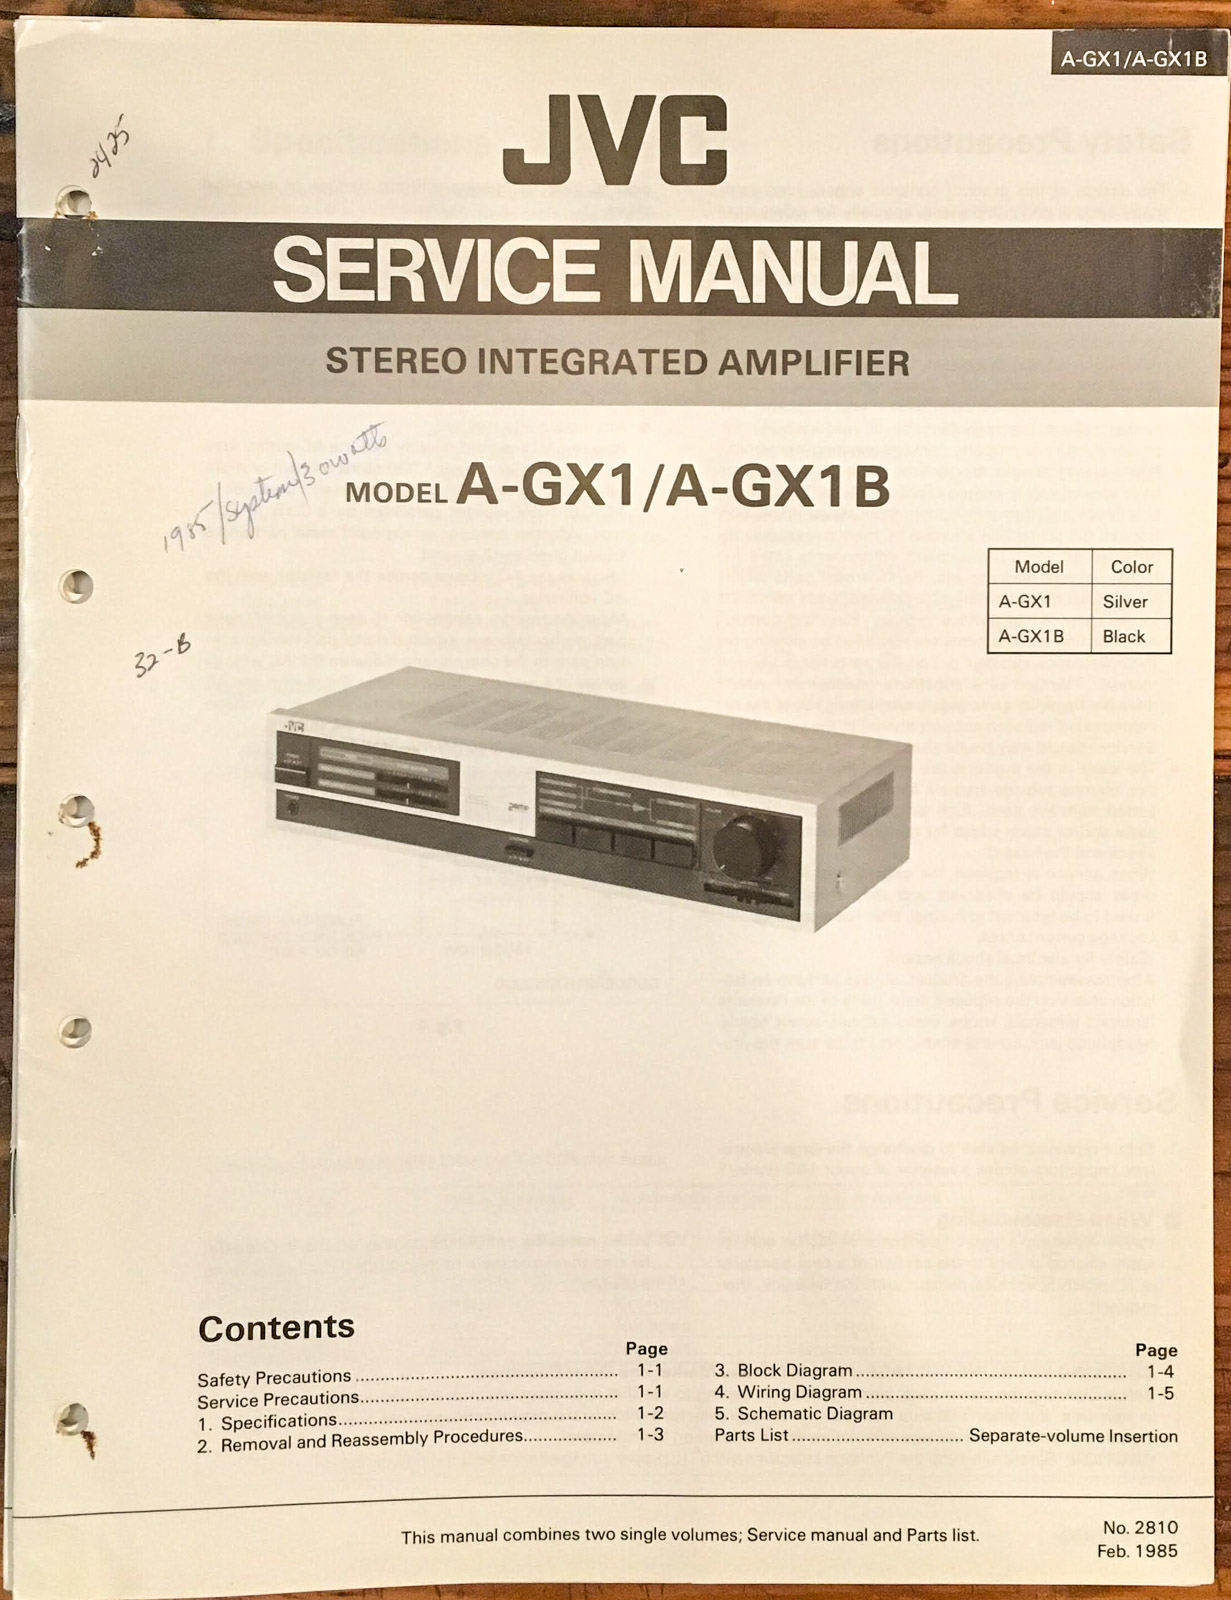 A-GX1/A-GX1B
JVC
2425
SERVICE MANUAL
STEREO INTEGRATED AMPLIFIER
1985/system/30watts
MODEL A-GX1/A-GX1B
Model Color
A-GX1 Silver
A-GX1B Black
32-B
JVC
Contents
Page
Safety Precautions ........ 1-1
Service Precautions ........ 1-1
1. Specifications ........ 1-2
2. Removal and Reassembly Procedures ........ 1-3
Page
3. Block Diagram ........ 1-4
4. Wiring Diagram ........ 1-5
5. Schematic Diagram
Parts List ........ Separate-volume Insertion
This manual combines two single volumes; Service manual and Parts list.
No. 2810
Feb. 1985